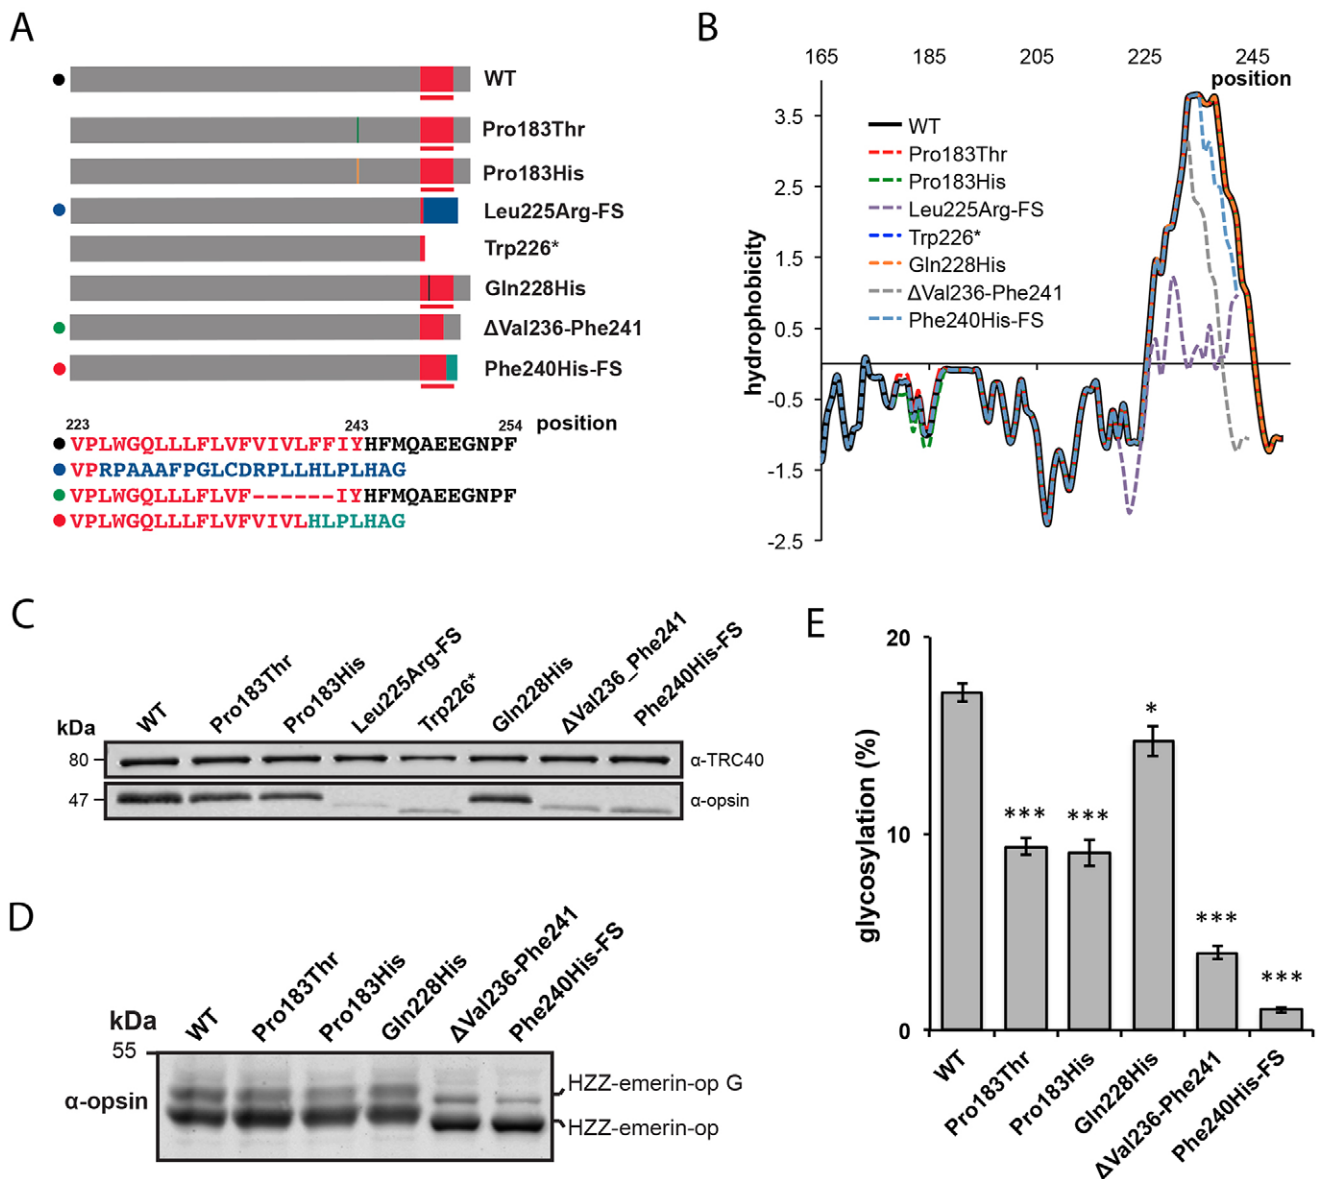 A
WT
Pro183Thr
Pro183His
Leu225Arg-FS
Trp226*
Gln228His
ΔVal236-Phe241
Phe240His-FS
223 243 254 position
VPLWGQLLLFLVFVIVLFFIYHFMQAEEGNPF
VPRPAAAFPGLCDRPLLHLPLHAG
VPLWGQLLLFLVF------IYHFMQAEEGNPF
VPLWGQLLLFLVFVIVLHLPLHAG
B
165 185 205 225 245
position
hydrophobicity
3.5
2.5
1.5
0.5
-0.5
-1.5
-2.5
WT
Pro183Thr
Pro183His
Leu225Arg-FS
Trp226*
Gln228His
ΔVal236-Phe241
Phe240His-FS
C
kDa
WT
Pro183Thr
Pro183His
Leu225Arg-FS
Trp226*
Gln228His
ΔVal236_Phe241
Phe240His-FS
80 α-TRC40
47 α-opsin
D
kDa
WT
Pro183Thr
Pro183His
Gln228His
ΔVal236-Phe241
Phe240His-FS
55
α-opsin
HZZ-emerin-op G
HZZ-emerin-op
E
glycosylation (%)
20
10
0
***
***
*
***
***
WT
Pro183Thr
Pro183His
Gln228His
ΔVal236-Phe241
Phe240His-FS